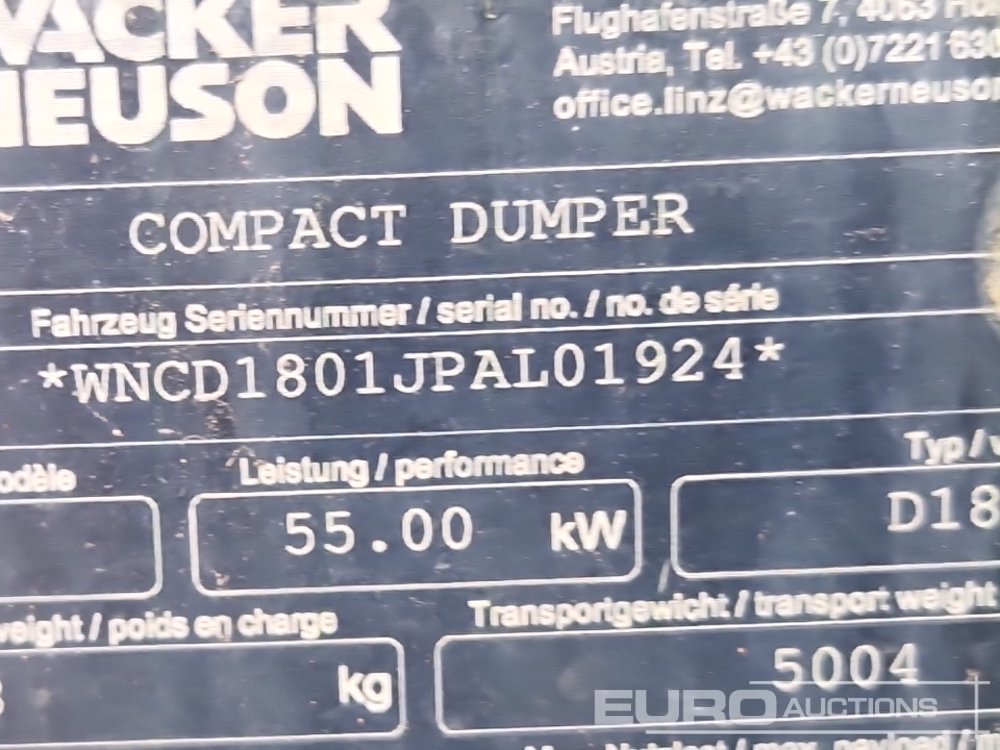 WACKER
NEUSON
Flughafenstraße 7, 4063
Austria, Tel. +43 (0)7221 630
office.linz@wackerneuson
COMPACT DUMPER
Fahrzeug Seriennummer / serial no. / no. de série
*WNCD1801JPAL01924*
Leistung / performance
Typ /
55.00 kW
D18
weight / poids en charge
Transportgewicht / transport weight
kg
5004
EURO AUCTIONS